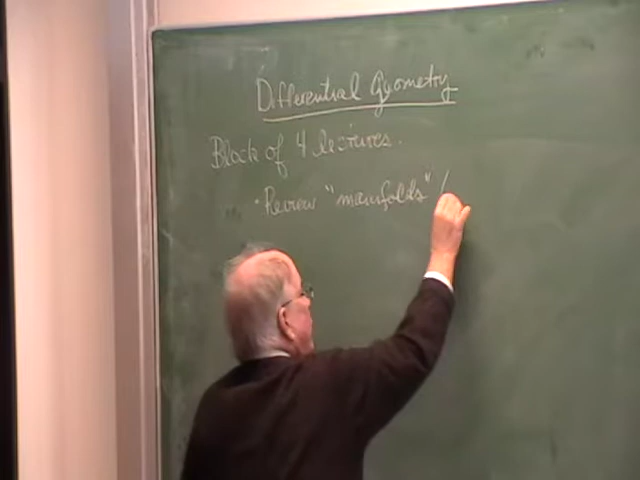 Differential Geometry
Block of 4 lectures.
· Review "manifolds" /